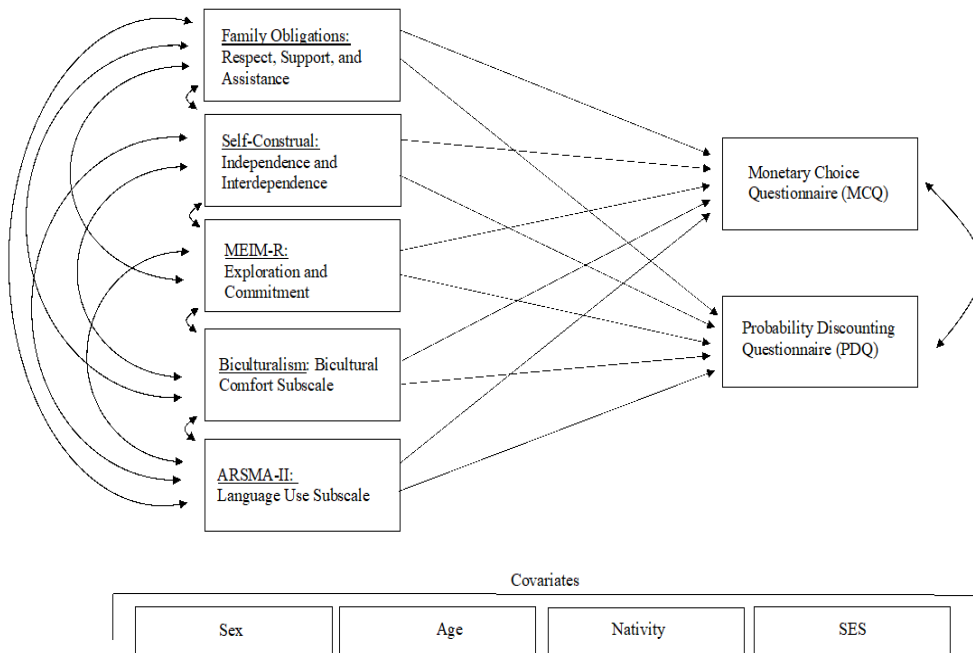 Family Obligations:
Respect, Support, and
Assistance
Self-Construal:
Independence and
Interdependence
MEIM-R:
Exploration and
Commitment
Biculturalism: Bicultural
Comfort Subscale
ARSMA-II:
Language Use Subscale
Monetary Choice
Questionnaire (MCQ)
Probability Discounting
Questionnaire (PDQ)
Covariates
Sex
Age
Nativity
SES